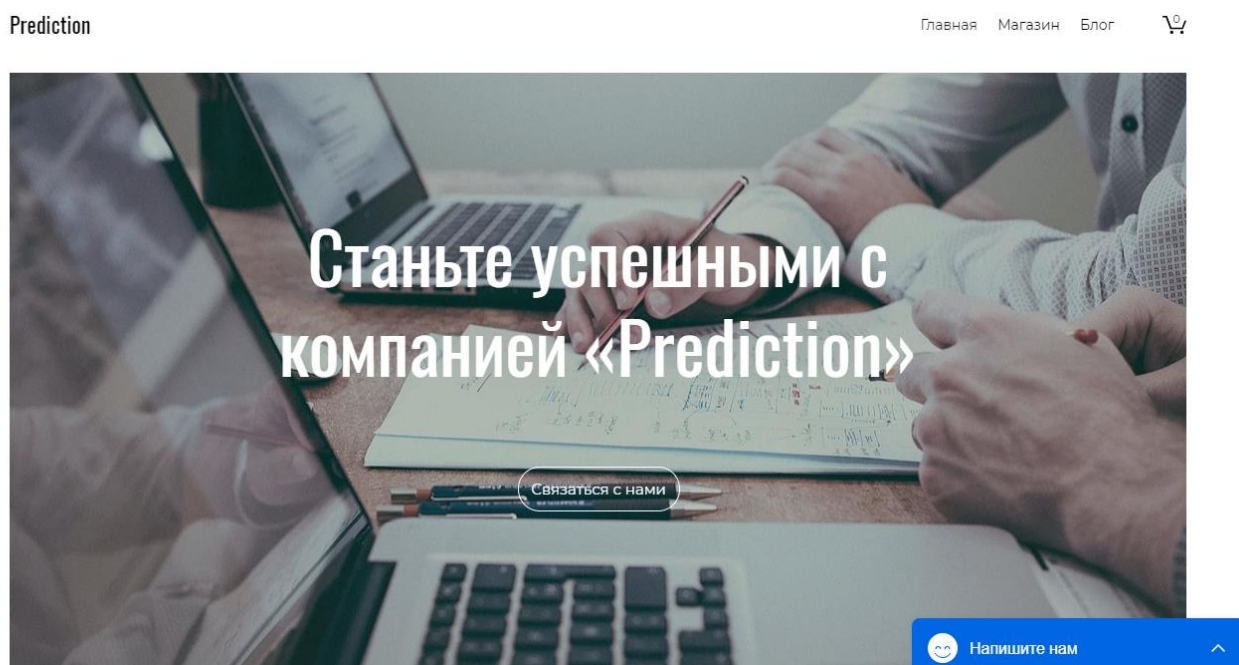 Prediction
Главная Магазин Блог 0
Станьте успешными с
компанией «Prediction»
Связаться с нами
Напишите нам